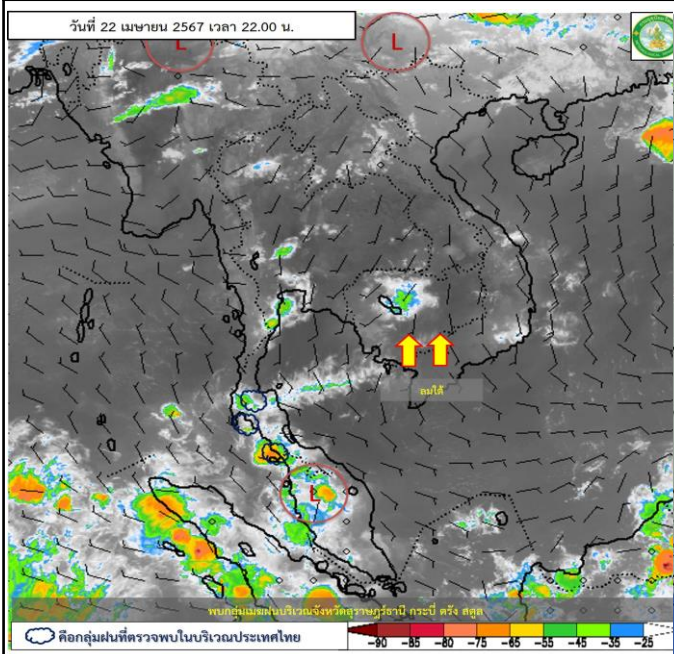 วันที่ 22 เมษายน 2567 เวลา 22.00 น.
L
L
ลมใต้
L
พบกลุ่มเมฆฝนบริเวณจังหวัดสุราษฎร์ธานี กระบี่ ตรัง สตูล
คือกลุ่มฝนที่ตรวจพบในบริเวณประเทศไทย
-90 -85 -80 -75 -65 -55 -45 -35 -25